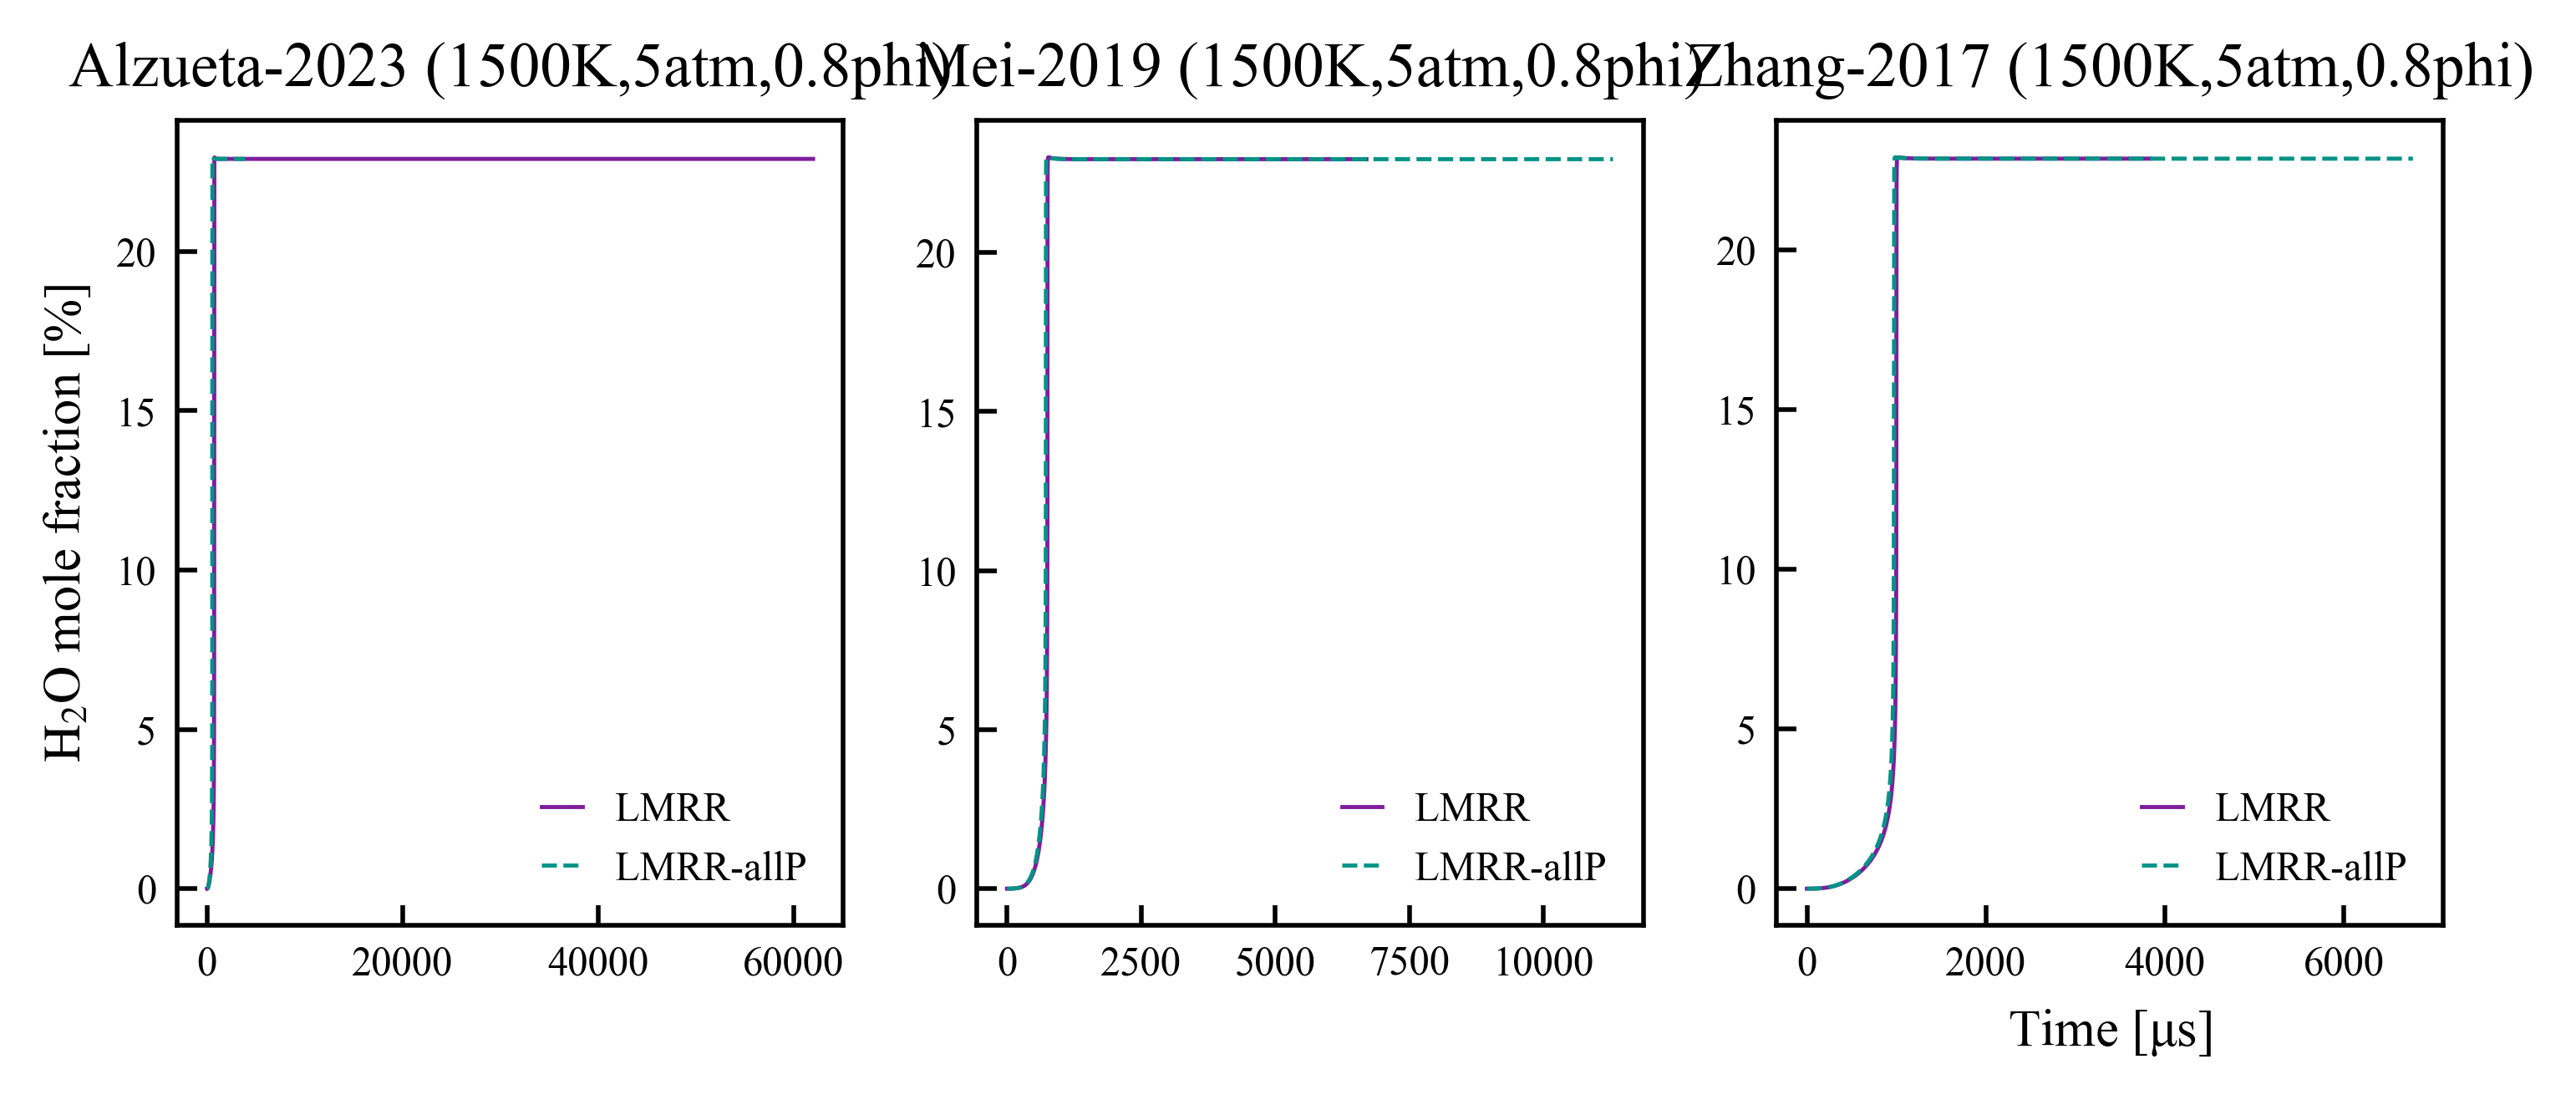 Alzueta-2023 (1500K,5atm,0.8phi)
Mei-2019 (1500K,5atm,0.8phi)
Zhang-2017 (1500K,5atm,0.8phi)
H₂O mole fraction [%]
20
15
10
5
0
LMRR
LMRR-allP
0 20000 40000 60000
20
15
10
5
0
LMRR
LMRR-allP
0 2500 5000 7500 10000
20
15
10
5
0
LMRR
LMRR-allP
0 2000 4000 6000
Time [μs]